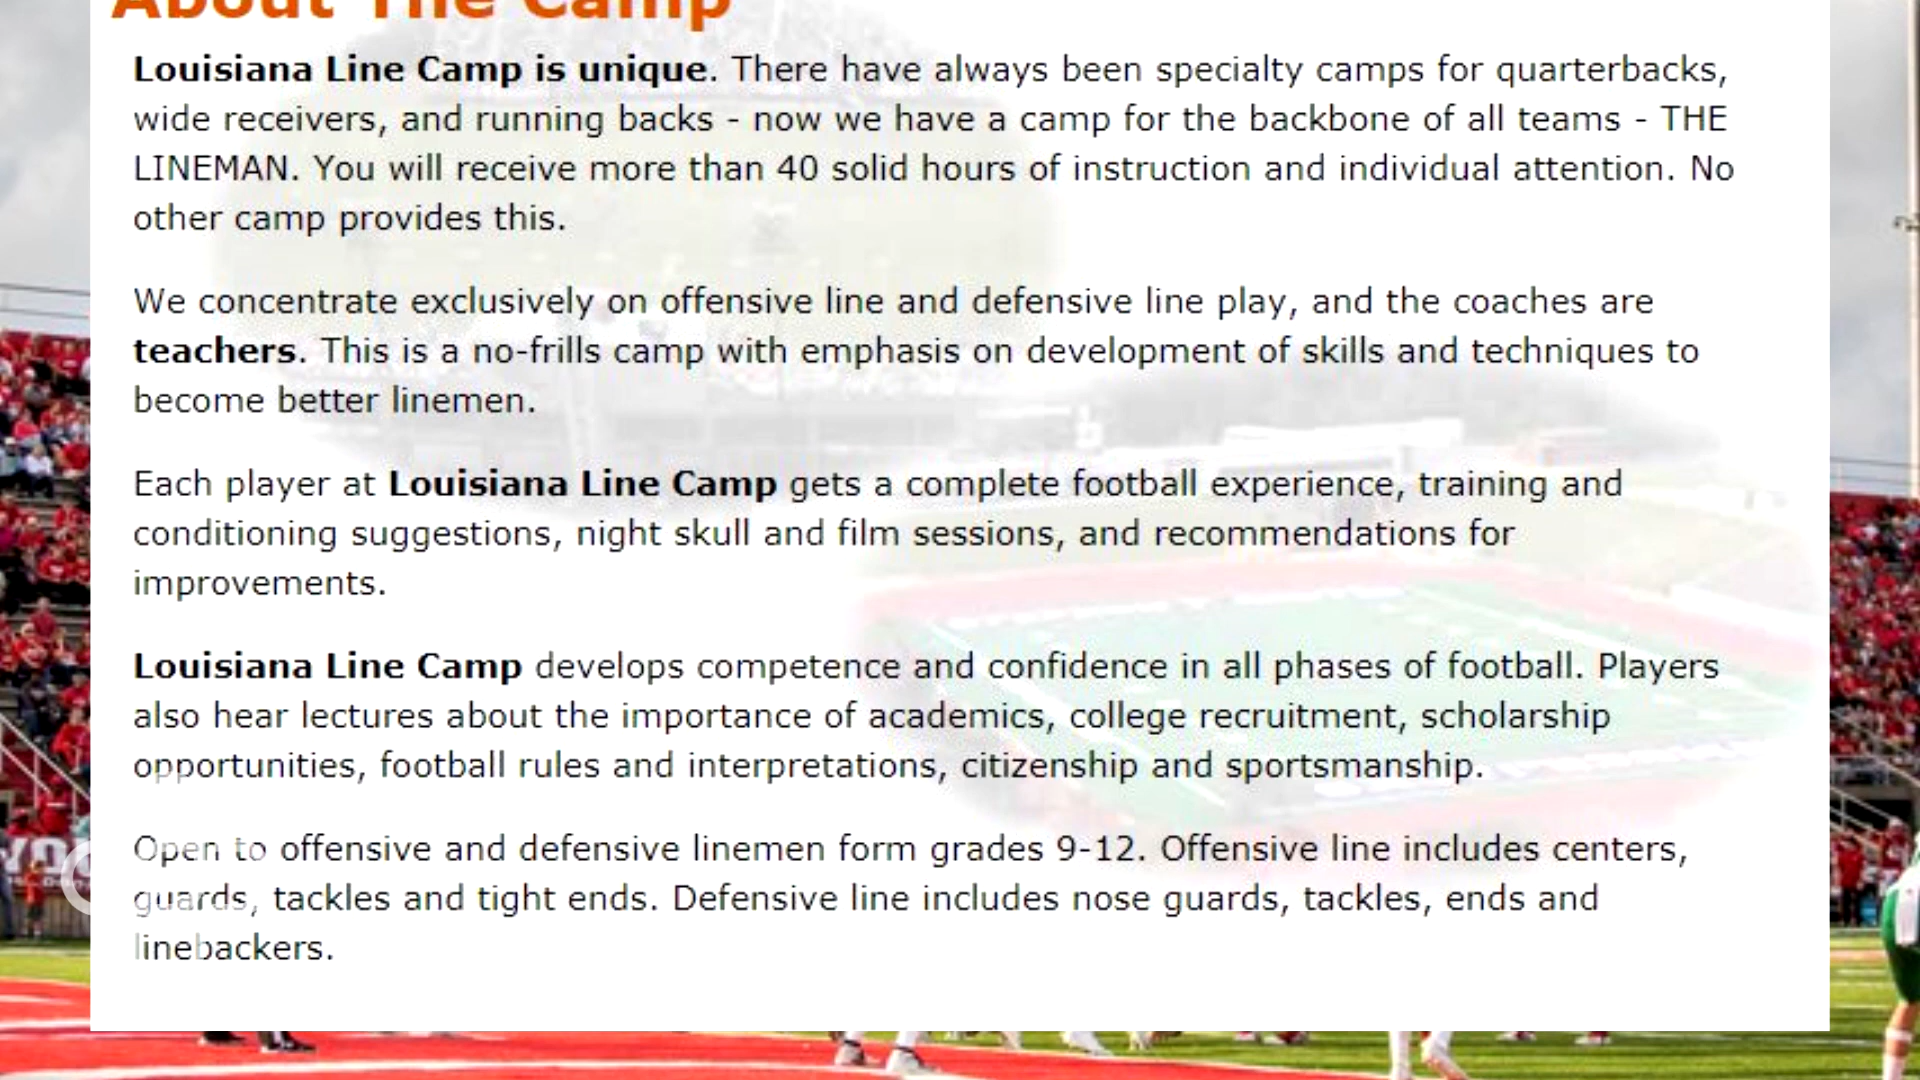 About The Camp
Louisiana Line Camp is unique. There have always been specialty camps for quarterbacks,
wide receivers, and running backs - now we have a camp for the backbone of all teams - THE
LINEMAN. You will receive more than 40 solid hours of instruction and individual attention. No
other camp provides this.
We concentrate exclusively on offensive line and defensive line play, and the coaches are
teachers. This is a no-frills camp with emphasis on development of skills and techniques to
become better linemen.
Each player at Louisiana Line Camp gets a complete football experience, training and
conditioning suggestions, night skull and film sessions, and recommendations for
improvements.
Louisiana Line Camp develops competence and confidence in all phases of football. Players
also hear lectures about the importance of academics, college recruitment, scholarship
opportunities, football rules and interpretations, citizenship and sportsmanship.
Open to offensive and defensive linemen form grades 9-12. Offensive line includes centers,
guards, tackles and tight ends. Defensive line includes nose guards, tackles, ends and
linebackers.